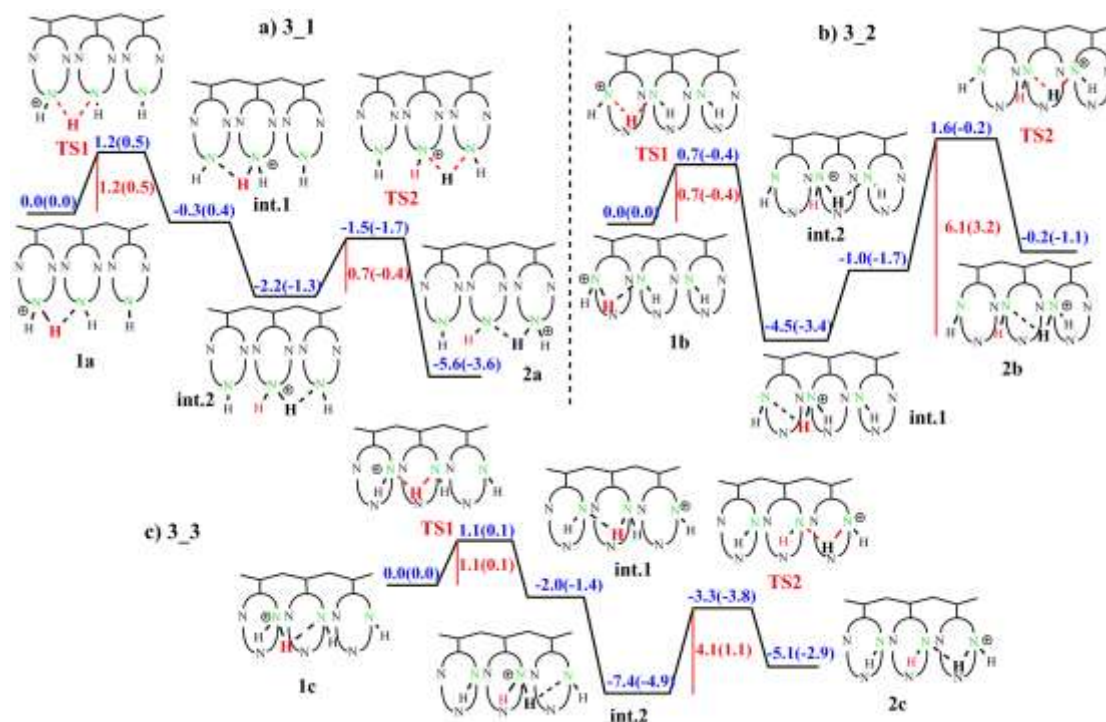 a) 3_1
TS1
1.2(0.5)
1.2(0.5)
0.0(0.0)
1a
-0.3(0.4)
int.1
-2.2(-1.3)
int.2
TS2
-1.5(-1.7)
0.7(-0.4)
-5.6(-3.6)
2a
b) 3_2
TS1
0.7(-0.4)
0.7(-0.4)
0.0(0.0)
1b
-4.5(-3.4)
int.1
int.2
-1.0(-1.7)
1.6(-0.2)
TS2
6.1(3.2)
-0.2(-1.1)
2b
c) 3_3
TS1
1.1(0.1)
1.1(0.1)
0.0(0.0)
1c
-2.0(-1.4)
int.1
-7.4(-4.9)
int.2
TS2
-3.3(-3.8)
4.1(1.1)
-5.1(-2.9)
2c